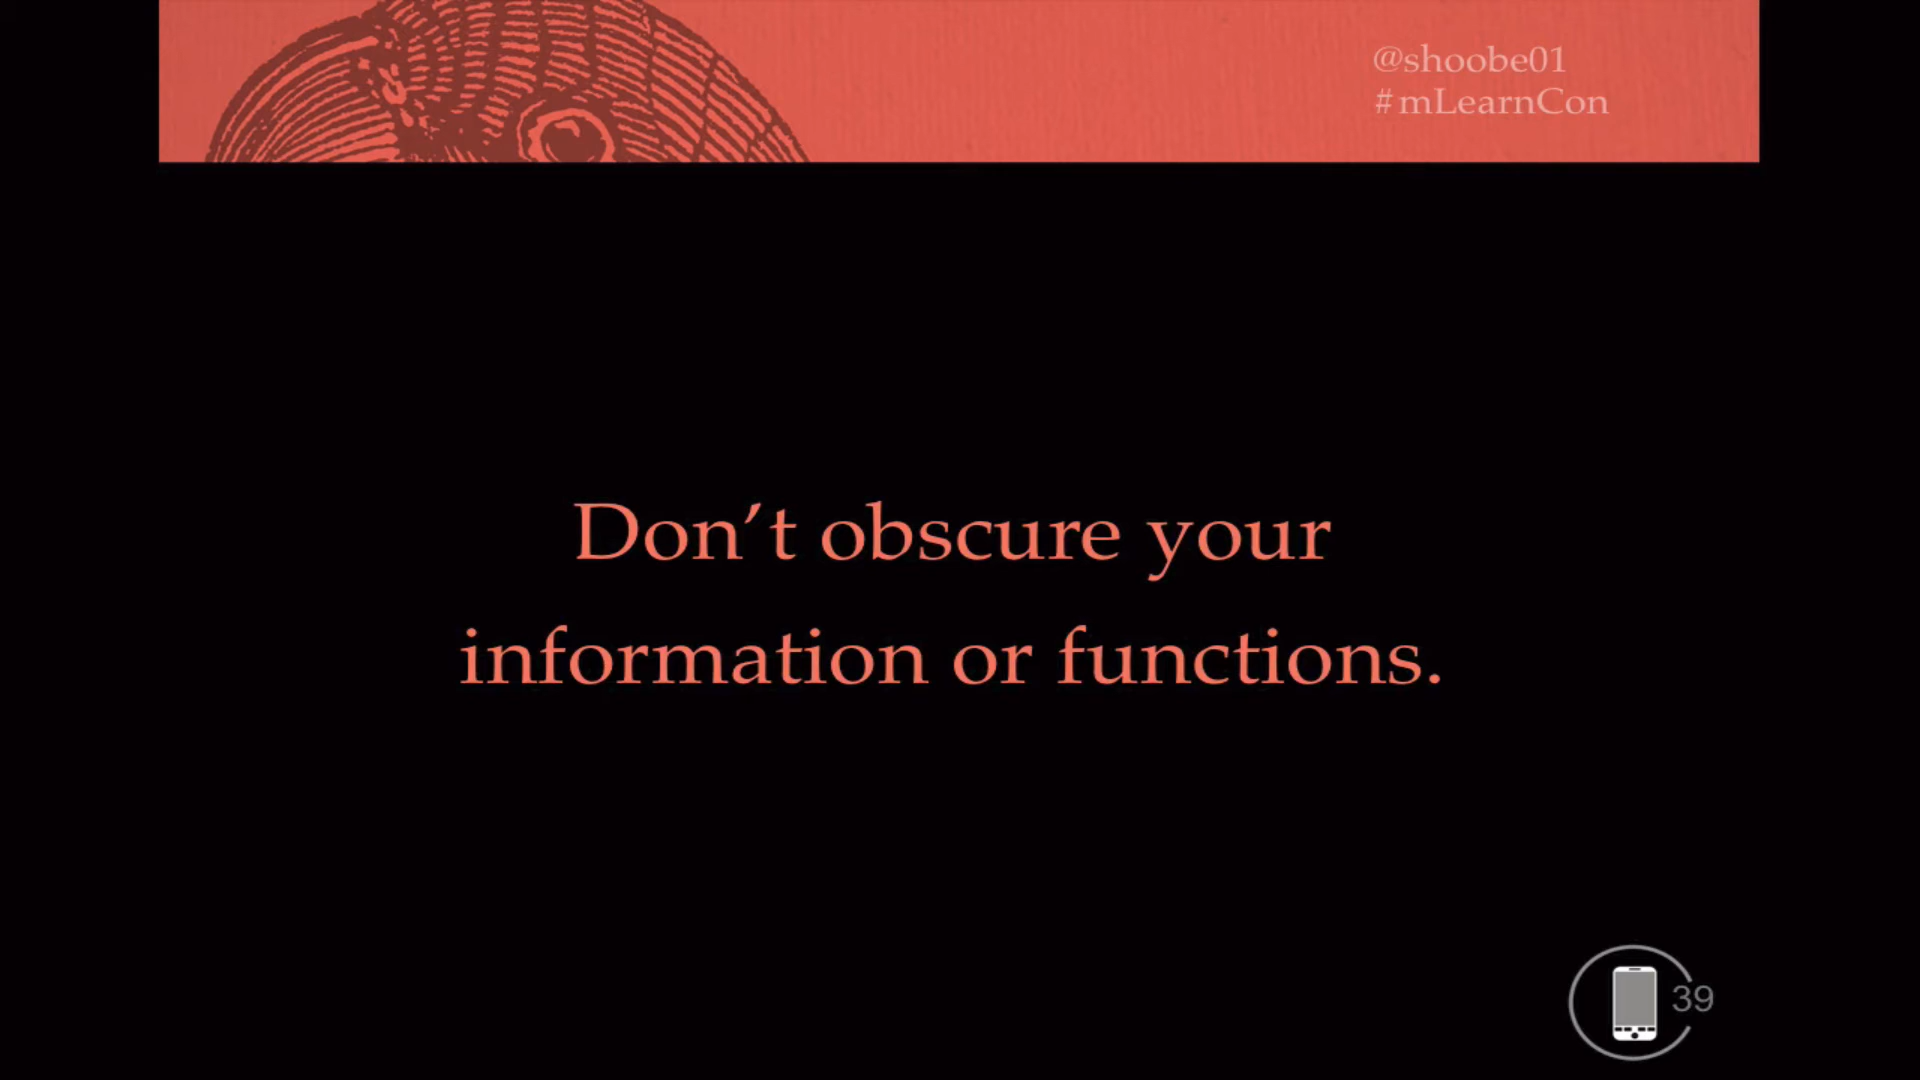 @shoobe01
#mLearnCon
Don’t obscure your
information or functions.
39